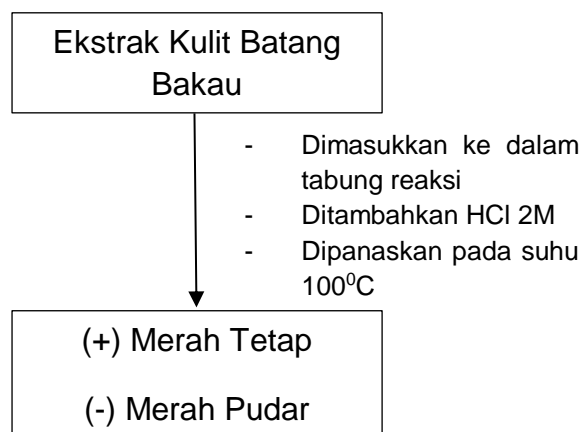 Ekstrak Kulit Batang
Bakau
- Dimasukkan ke dalam
tabung reaksi
- Ditambahkan HCl 2M
- Dipanaskan pada suhu
100⁰C
(+) Merah Tetap
(-) Merah Pudar